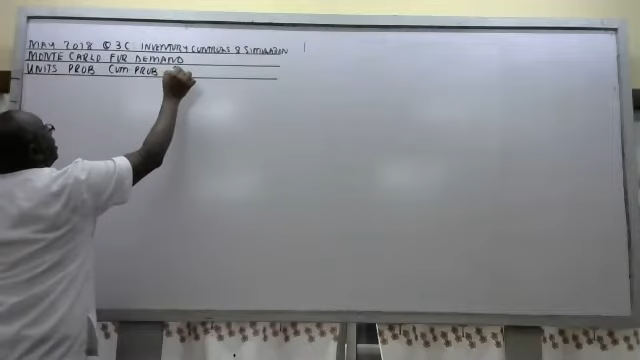 MAY 2018 Q3C: INVENTORY CONTROLS & SIMULATION
MONTE CARLO FOR DEMAND
UNITS PROB CUM PROB